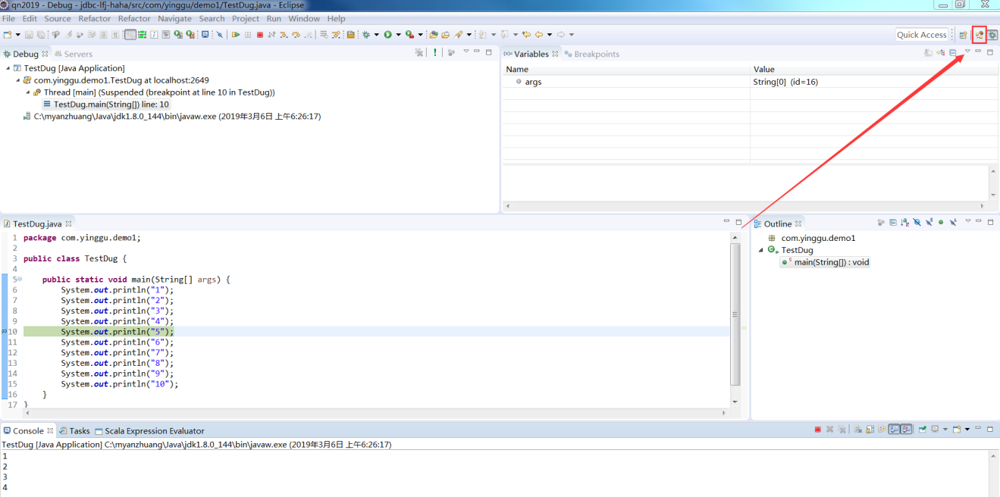 qn2019 - Debug - jdbc-lfj-haha/src/com/yinggu/demo1/TestDug.java - Eclipse
File Edit Source Refactor Refactor Navigate Search Project Run Window Help
Quick Access
Debug Servers
TestDug [Java Application]
com.yinggu.demo1.TestDug at localhost:2649
Thread [main] (Suspended (breakpoint at line 10 in TestDug))
TestDug.main(String[]) line: 10
C:\myanzhuang\Java\jdk1.8.0_144\bin\javaw.exe (2019年3月6日 上午6:26:17)
(x)= Variables Breakpoints
Name Value
args String[0] (id=16)
TestDug.java
1 package com.yinggu.demo1;
2
3 public class TestDug {
4
5 public static void main(String[] args) {
6 System.out.println("1");
7 System.out.println("2");
8 System.out.println("3");
9 System.out.println("4");
10 System.out.println("5");
11 System.out.println("6");
12 System.out.println("7");
13 System.out.println("8");
14 System.out.println("9");
15 System.out.println("10");
16 }
17 }
Outline
com.yinggu.demo1
TestDug
main(String[]) : void
Console Tasks Scala Expression Evaluator
TestDug [Java Application] C:\myanzhuang\Java\jdk1.8.0_144\bin\javaw.exe (2019年3月6日 上午6:26:17)
1
2
3
4